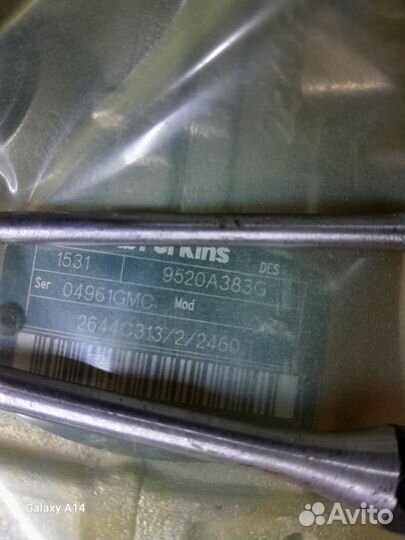 Perkins
1531 9520A383G DES
Ser 04961GMC Mod
2644C313/2/2460
Galaxy A14
Avito